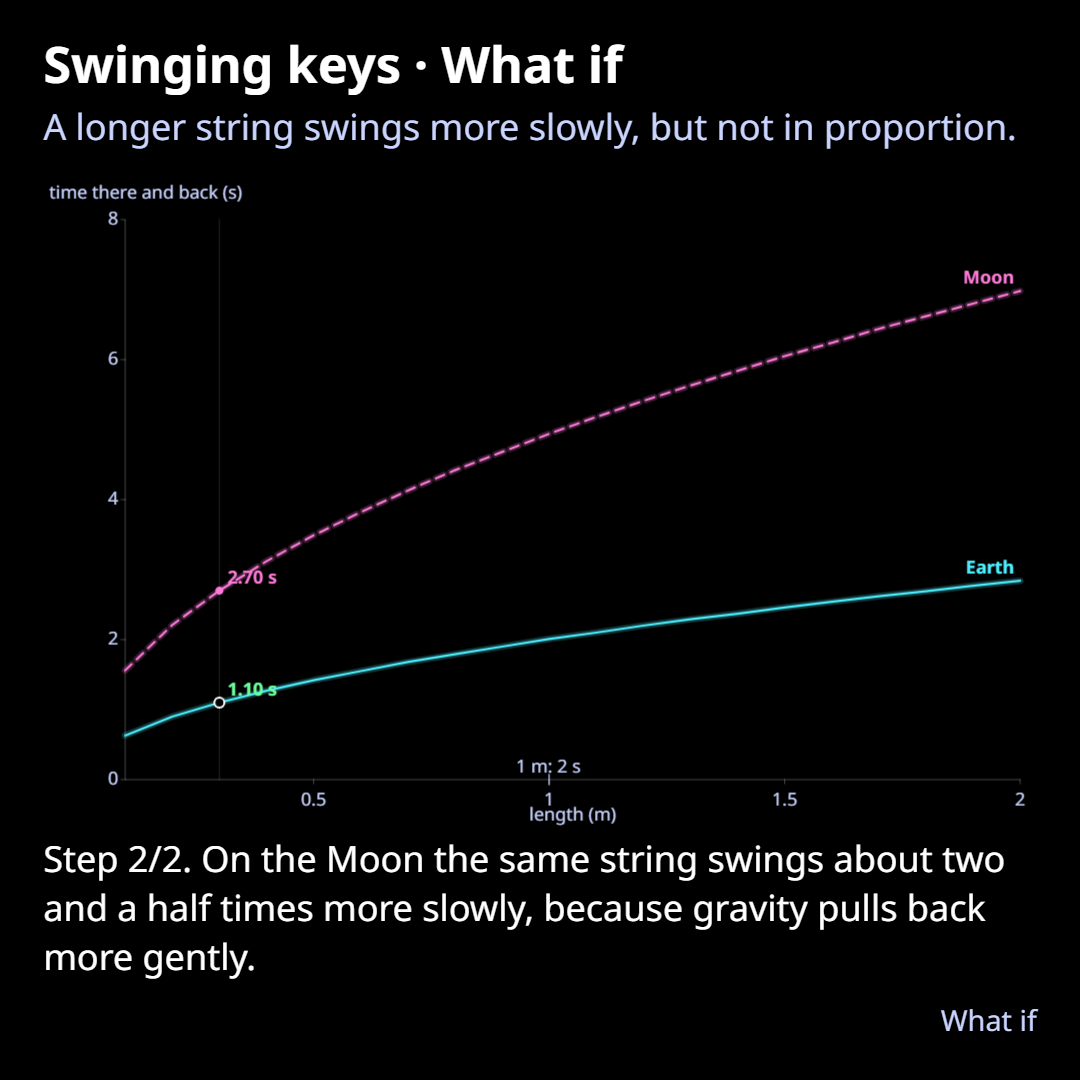 Swinging keys · What if
A longer string swings more slowly, but not in proportion.
time there and back (s)
8
Moon
6
4
2.70 s
Earth
2
1.10 s
1 m: 2 s
0
0.5
1
1.5
2
length (m)
Step 2/2. On the Moon the same string swings about two
and a half times more slowly, because gravity pulls back
more gently.
What if